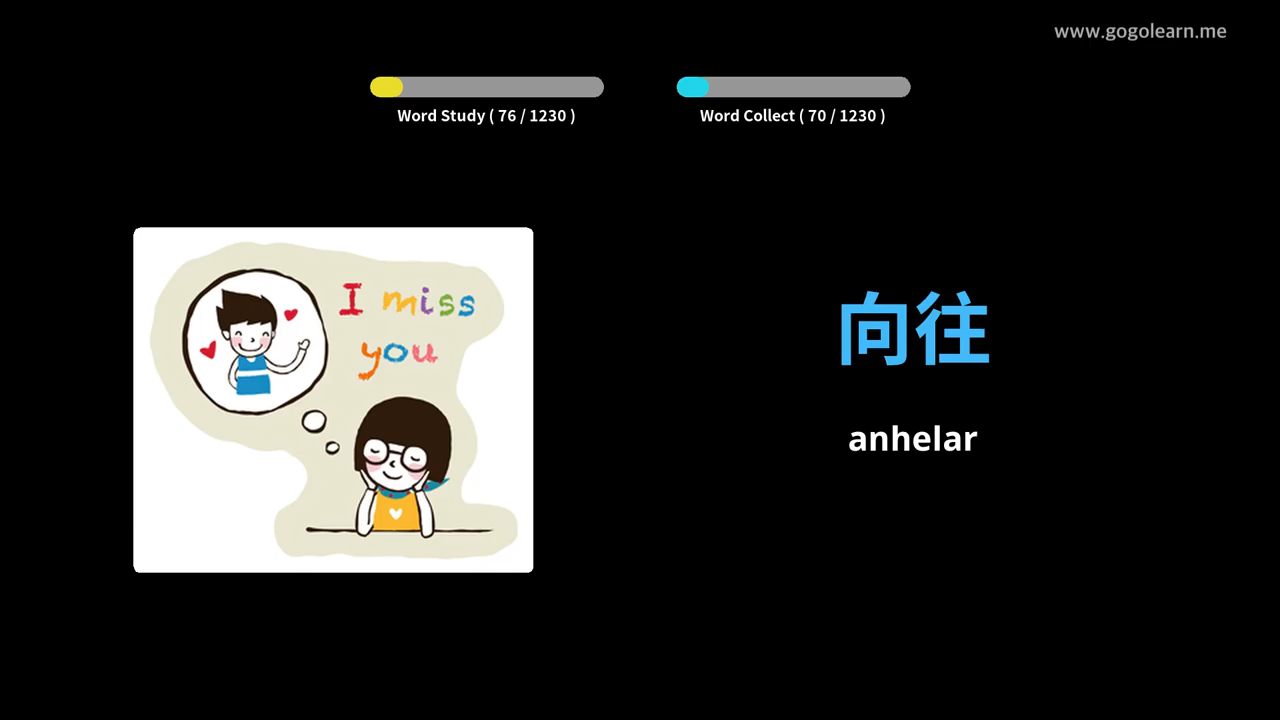 www.gogolearn.me
Word Study ( 76 / 1230 )
Word Collect ( 70 / 1230 )
I miss
you
向往
anhelar